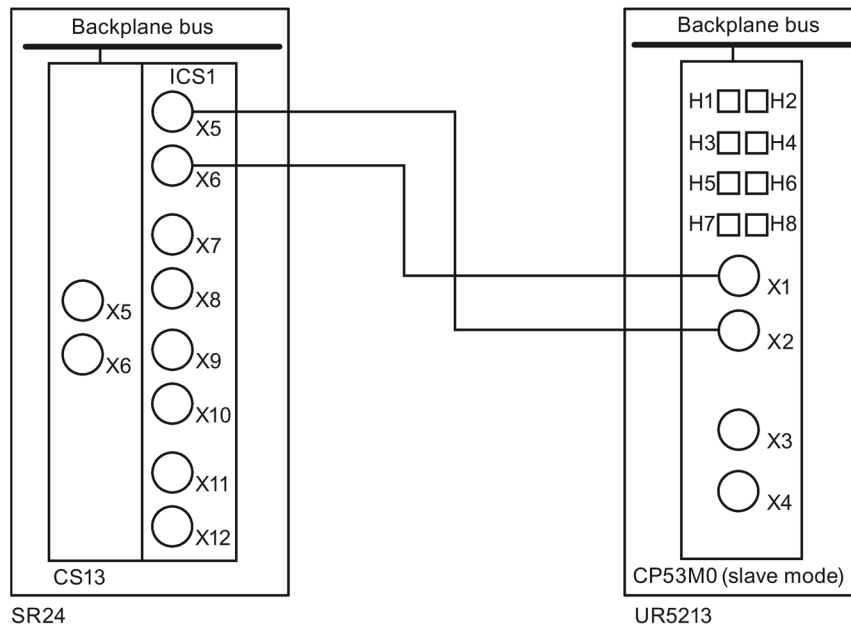 Backplane bus
ICS1
X5
X6
X7
X8
X9
X10
X11
X12
X5
X6
CS13
SR24
Backplane bus
H1 H2
H3 H4
H5 H6
H7 H8
X1
X2
X3
X4
CP53M0 (slave mode)
UR5213